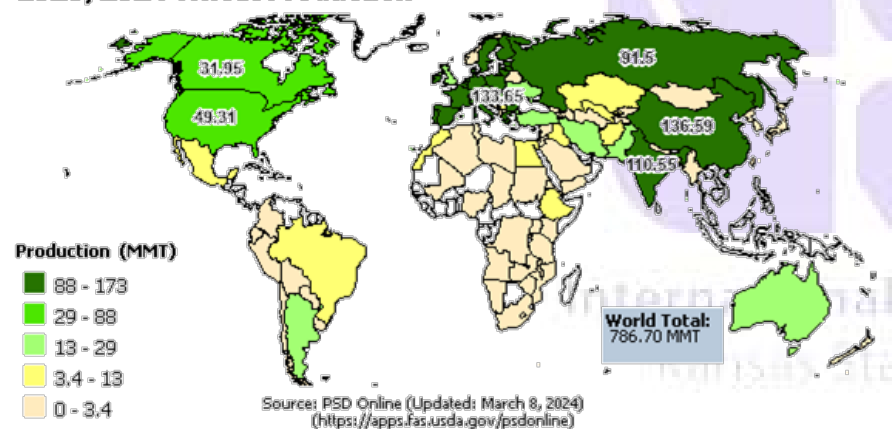 31.95
91.5
133.65
49.31
136.59
110.55
Production (MMT)
88 - 173
29 - 88
13 - 29
3.4 - 13
0 - 3.4
World Total:
786.70 MMT
Source: PSD Online (Updated: March 8, 2024)
(https://apps.fas.usda.gov/psdonline)